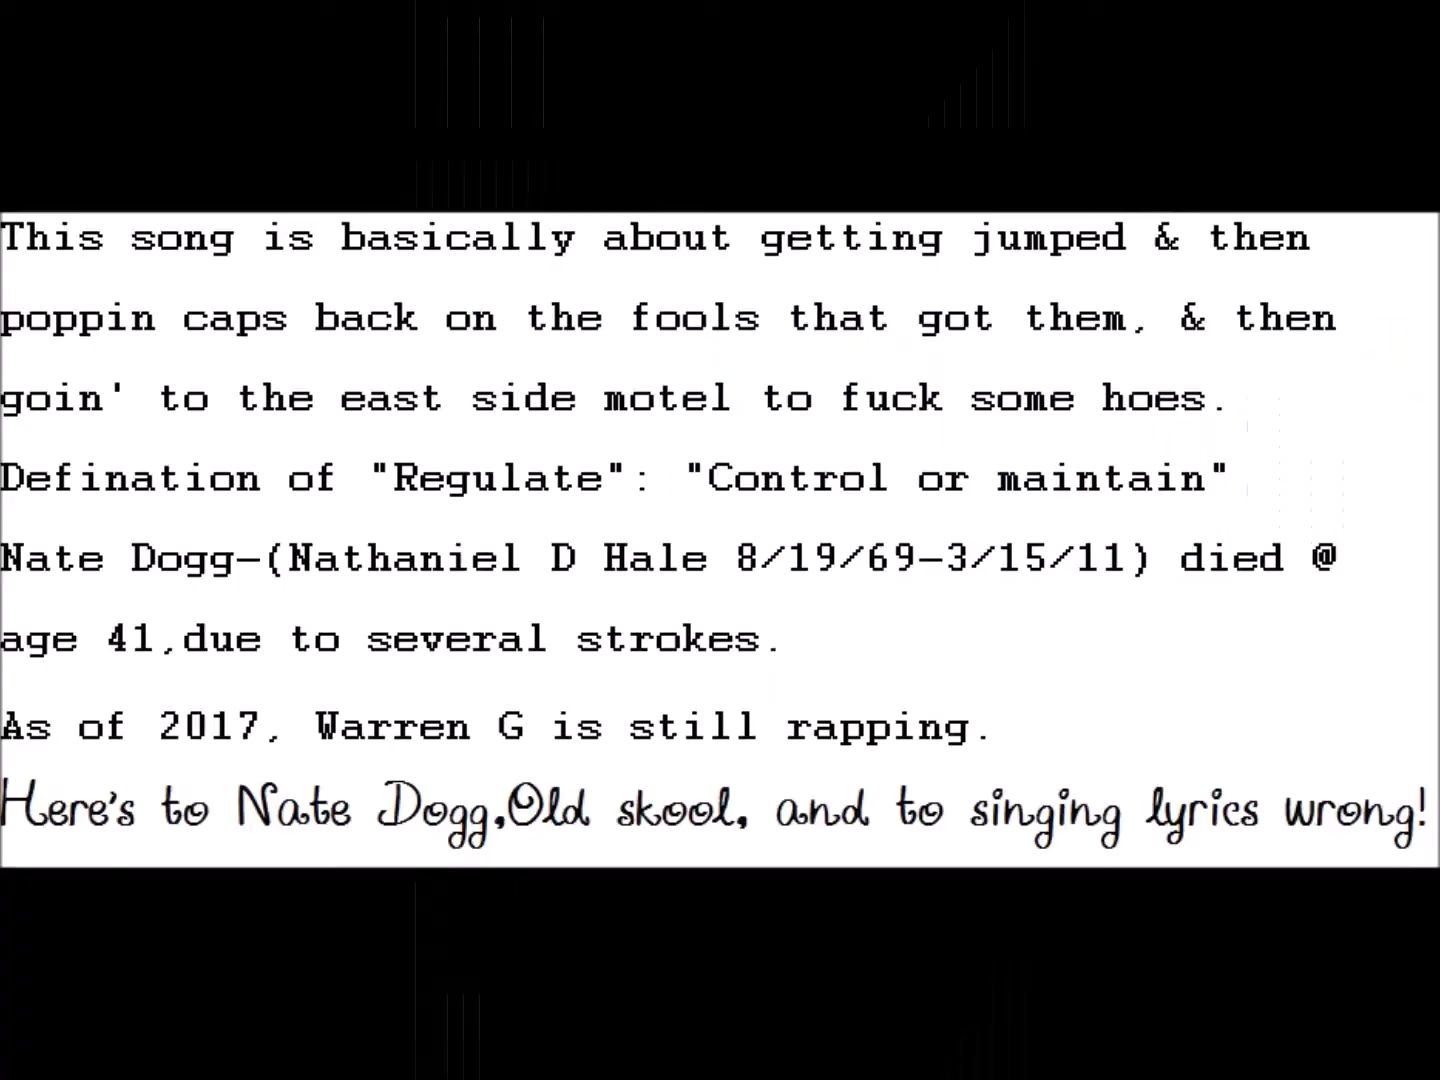 This song is basically about getting jumped & then
poppin caps back on the fools that got them, & then
goin' to the east side motel to fuck some hoes.
Defination of "Regulate": "Control or maintain"
Nate Dogg-(Nathaniel D Hale 8/19/69-3/15/11) died @
age 41,due to several strokes.
As of 2017, Warren G is still rapping.
Here's to Nate Dogg,Old skool, and to singing lyrics wrong!